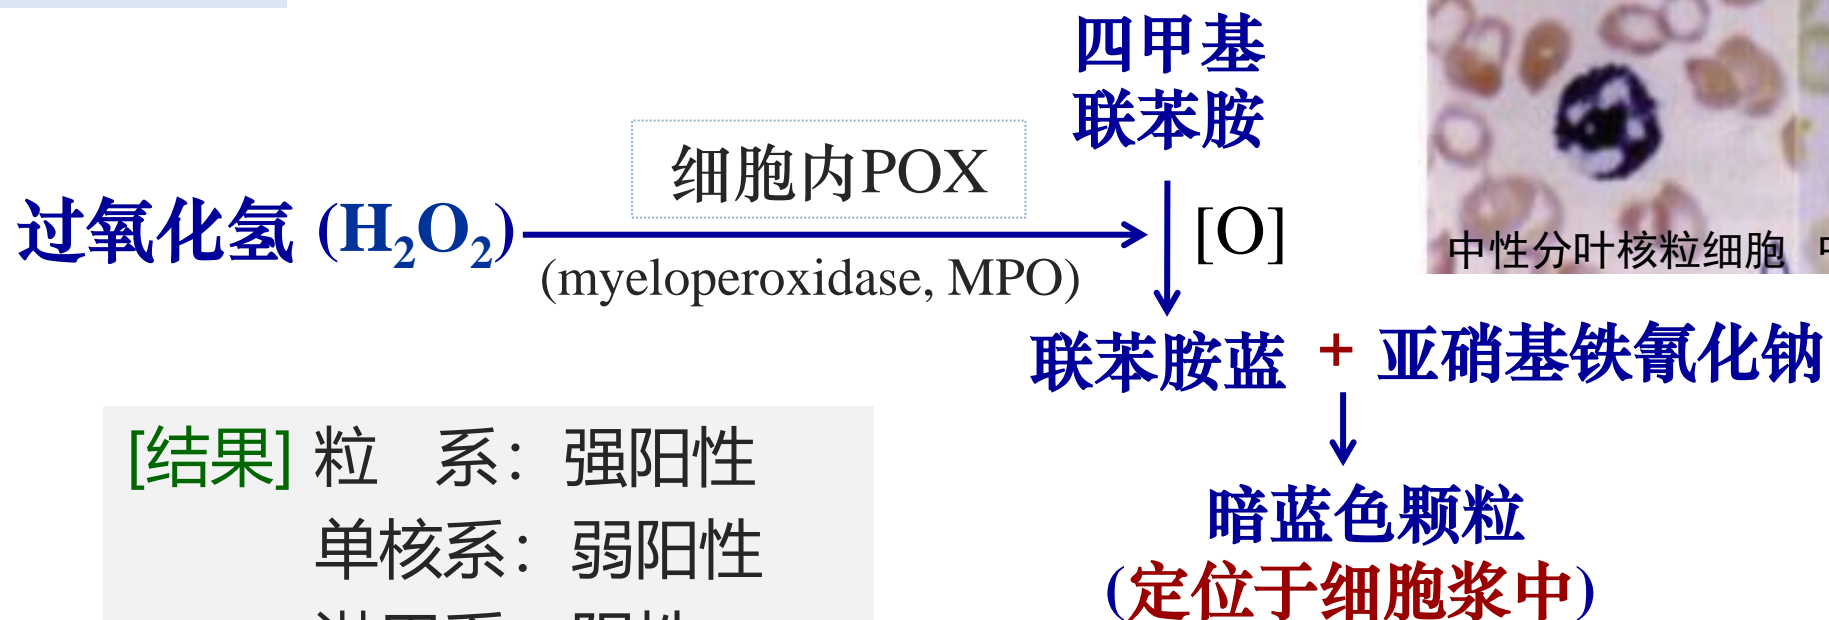 四甲基
联苯胺
细胞内POX
过氧化氢 (H₂O₂)
[O]
(myeloperoxidase, MPO)
中性分叶核粒细胞
联苯胺蓝 + 亚硝基铁氰化钠
[结果] 粒 系：强阳性
单核系：弱阳性
暗蓝色颗粒
(定位于细胞浆中)